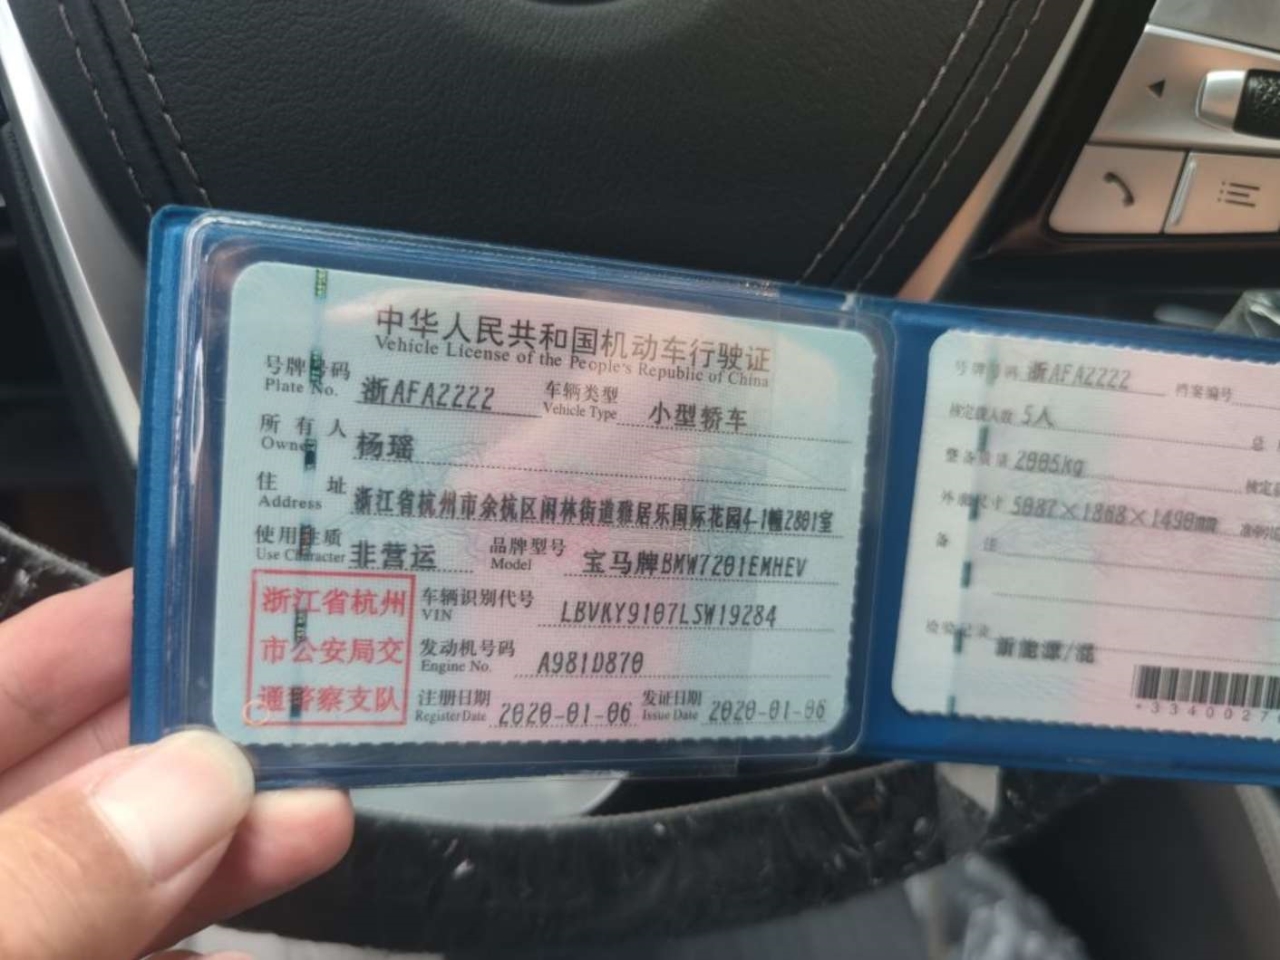 中华人民共和国机动车行驶证
Vehicle License of the People's Republic of China
号牌号码 浙AFA2222 车辆类型 小型轿车
Plate No. Vehicle Type
所有人 杨瑶
Owner
住址 浙江省杭州市余杭区闲林街道雅居乐国际花园4-1幢2801室
Address
使用性质 非营运 品牌型号 宝马牌BMW7201EMHEV
Use Character Model
浙江省杭州
市公安局交
通警察支队
车辆识别代号 LBVKY9107LSW19284
VIN
发动机号码 A981D870
Engine No.
注册日期 2020-01-06 发证日期 2020-01-06
Register Date Issue Date
号牌号码 浙AFA2222 档案编号
核定载人数 5人 总
整备质量 2005kg 核定
外廓尺寸 5087×1868×1490mm
备注
检验记录 新能源/混
*3340027